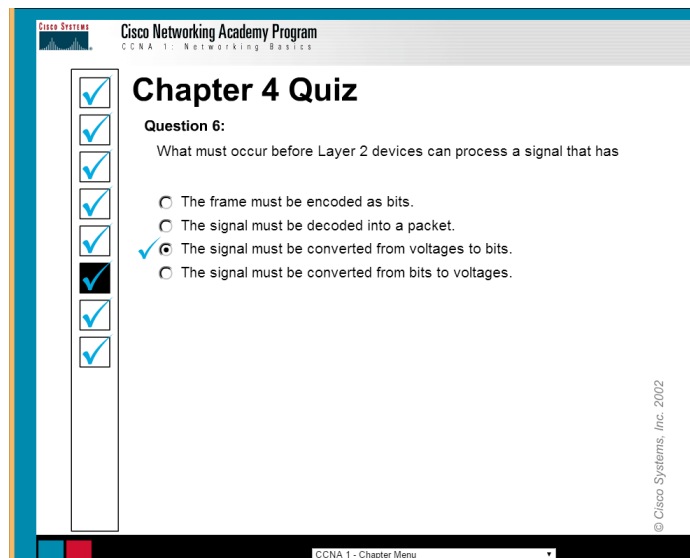 CISCO SYSTEMS
Cisco Networking Academy Program
CCNA 1: Networking Basics
Chapter 4 Quiz
Question 6:
What must occur before Layer 2 devices can process a signal that has
The frame must be encoded as bits.
The signal must be decoded into a packet.
The signal must be converted from voltages to bits.
The signal must be converted from bits to voltages.
© Cisco Systems, Inc. 2002
CCNA 1 - Chapter Menu